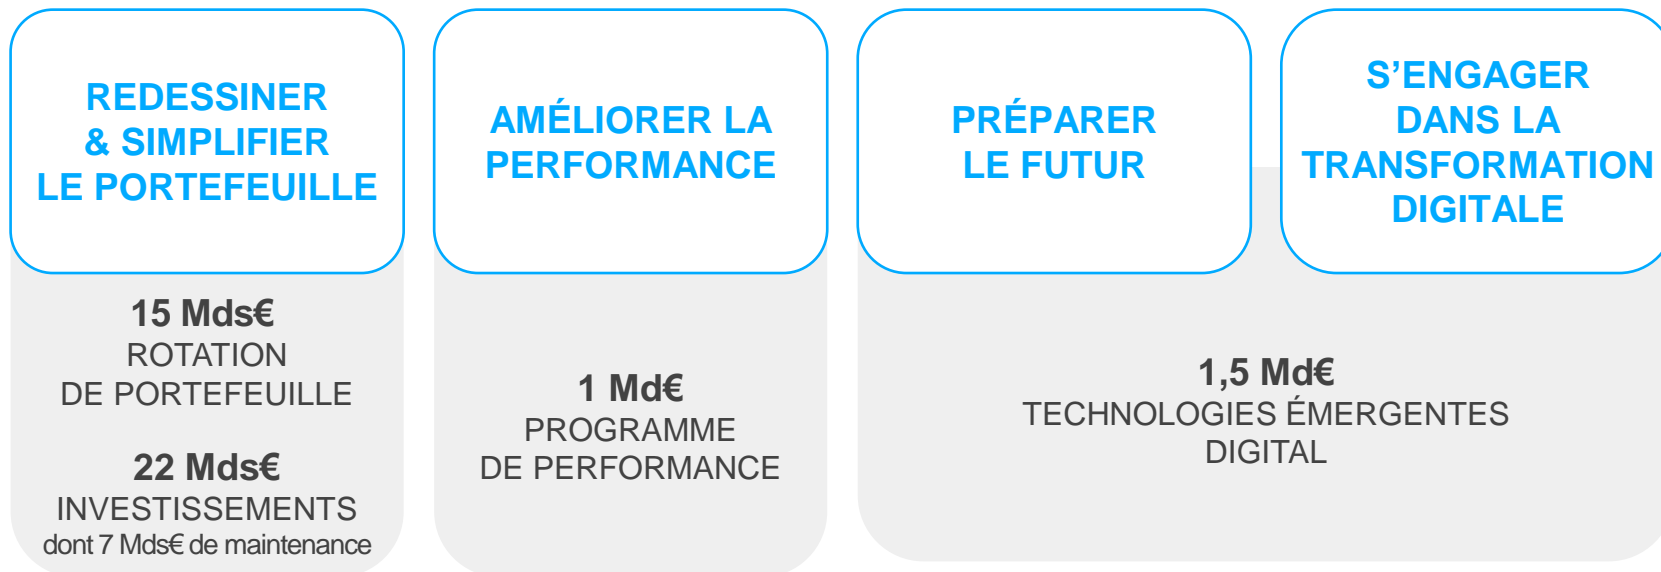 REDESSINER
& SIMPLIFIER
LE PORTEFEUILLE
15 Mds€
ROTATION
DE PORTEFEUILLE
22 Mds€
INVESTISSEMENTS
dont 7 Mds€ de maintenance
AMÉLIORER LA
PERFORMANCE
1 Md€
PROGRAMME
DE PERFORMANCE
PRÉPARER
LE FUTUR
S’ENGAGER
DANS LA
TRANSFORMATION
DIGITALE
1,5 Md€
TECHNOLOGIES ÉMERGENTES
DIGITAL